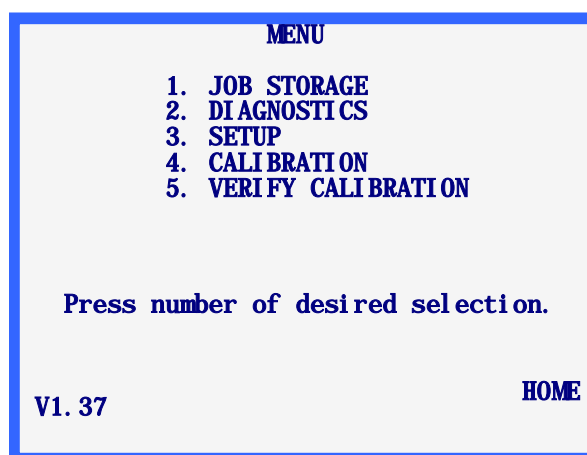 MENU
1. JOB STORAGE
2. DIAGNOSTICS
3. SETUP
4. CALIBRATION
5. VERIFY CALIBRATION
Press number of desired selection.
HOME
V1.37